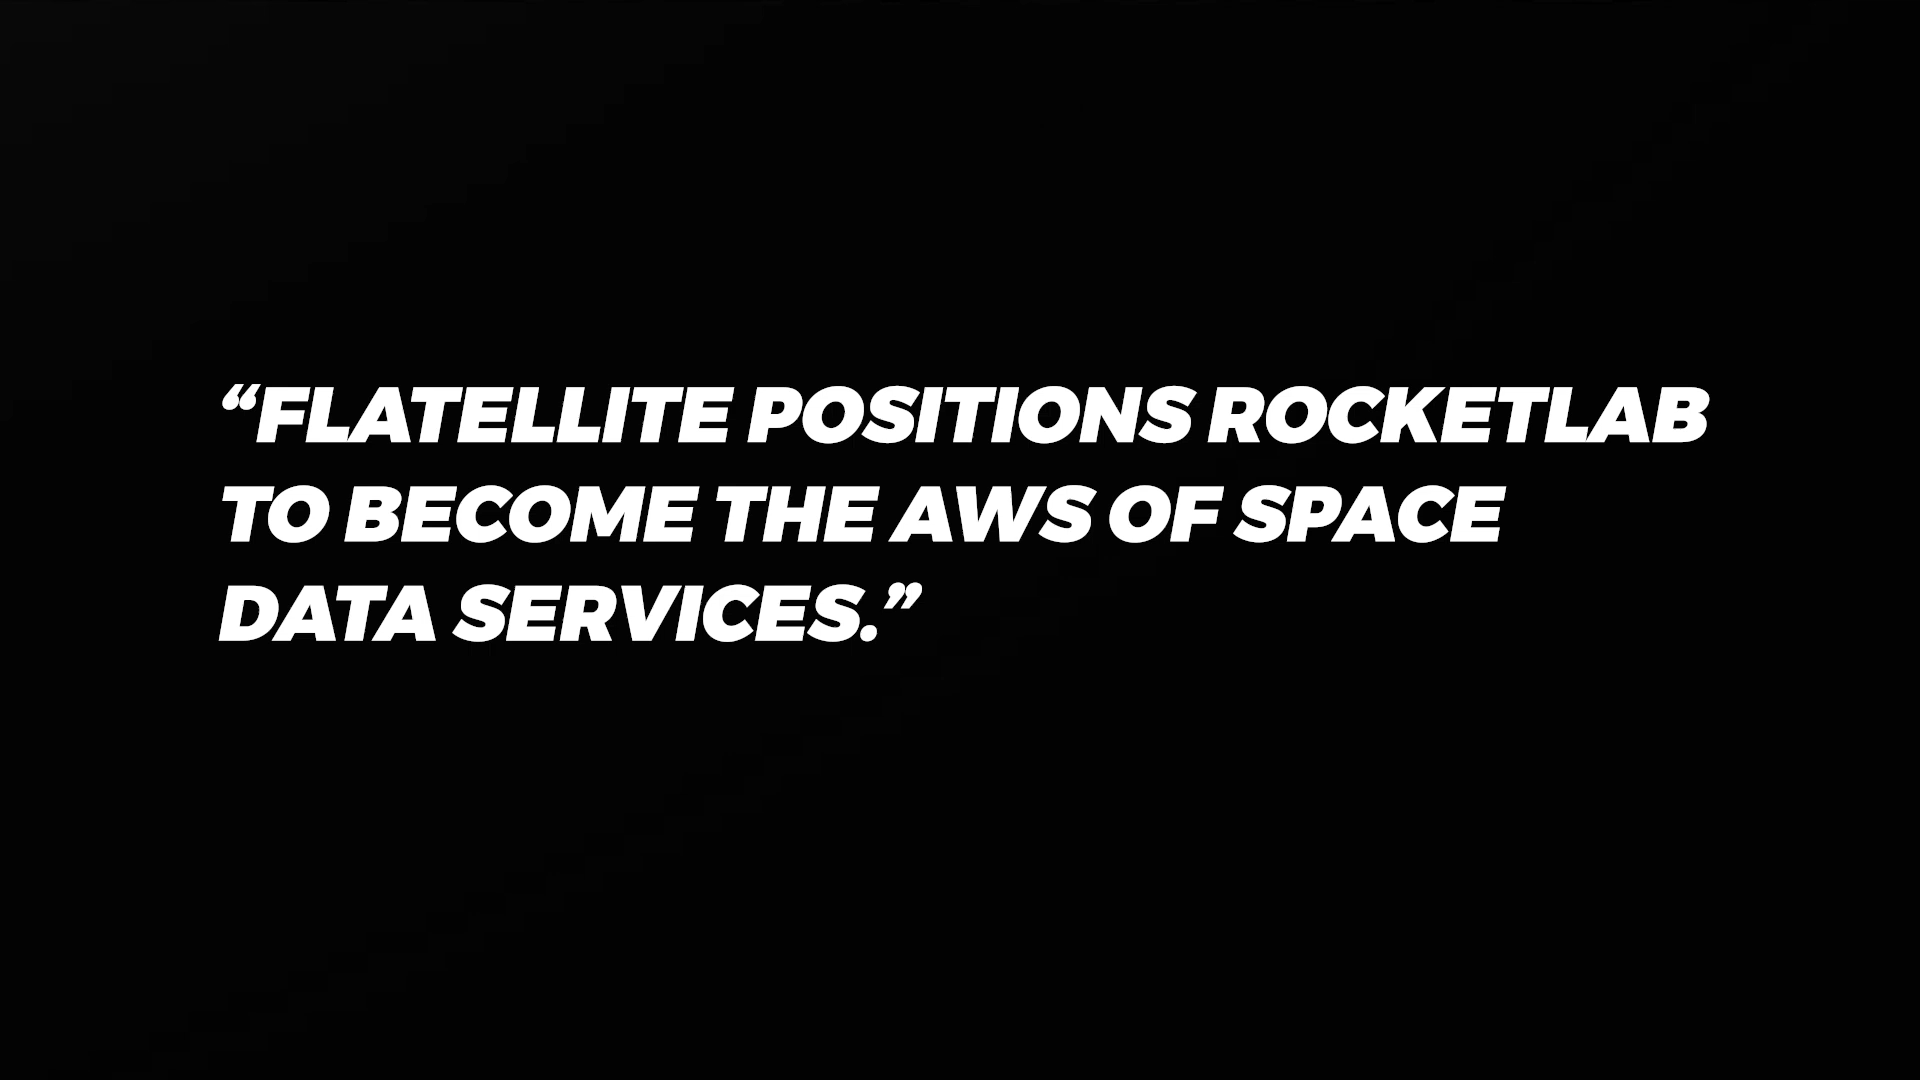 “FLATELLITE POSITIONS ROCKETLAB
TO BECOME THE AWS OF SPACE
DATA SERVICES.”